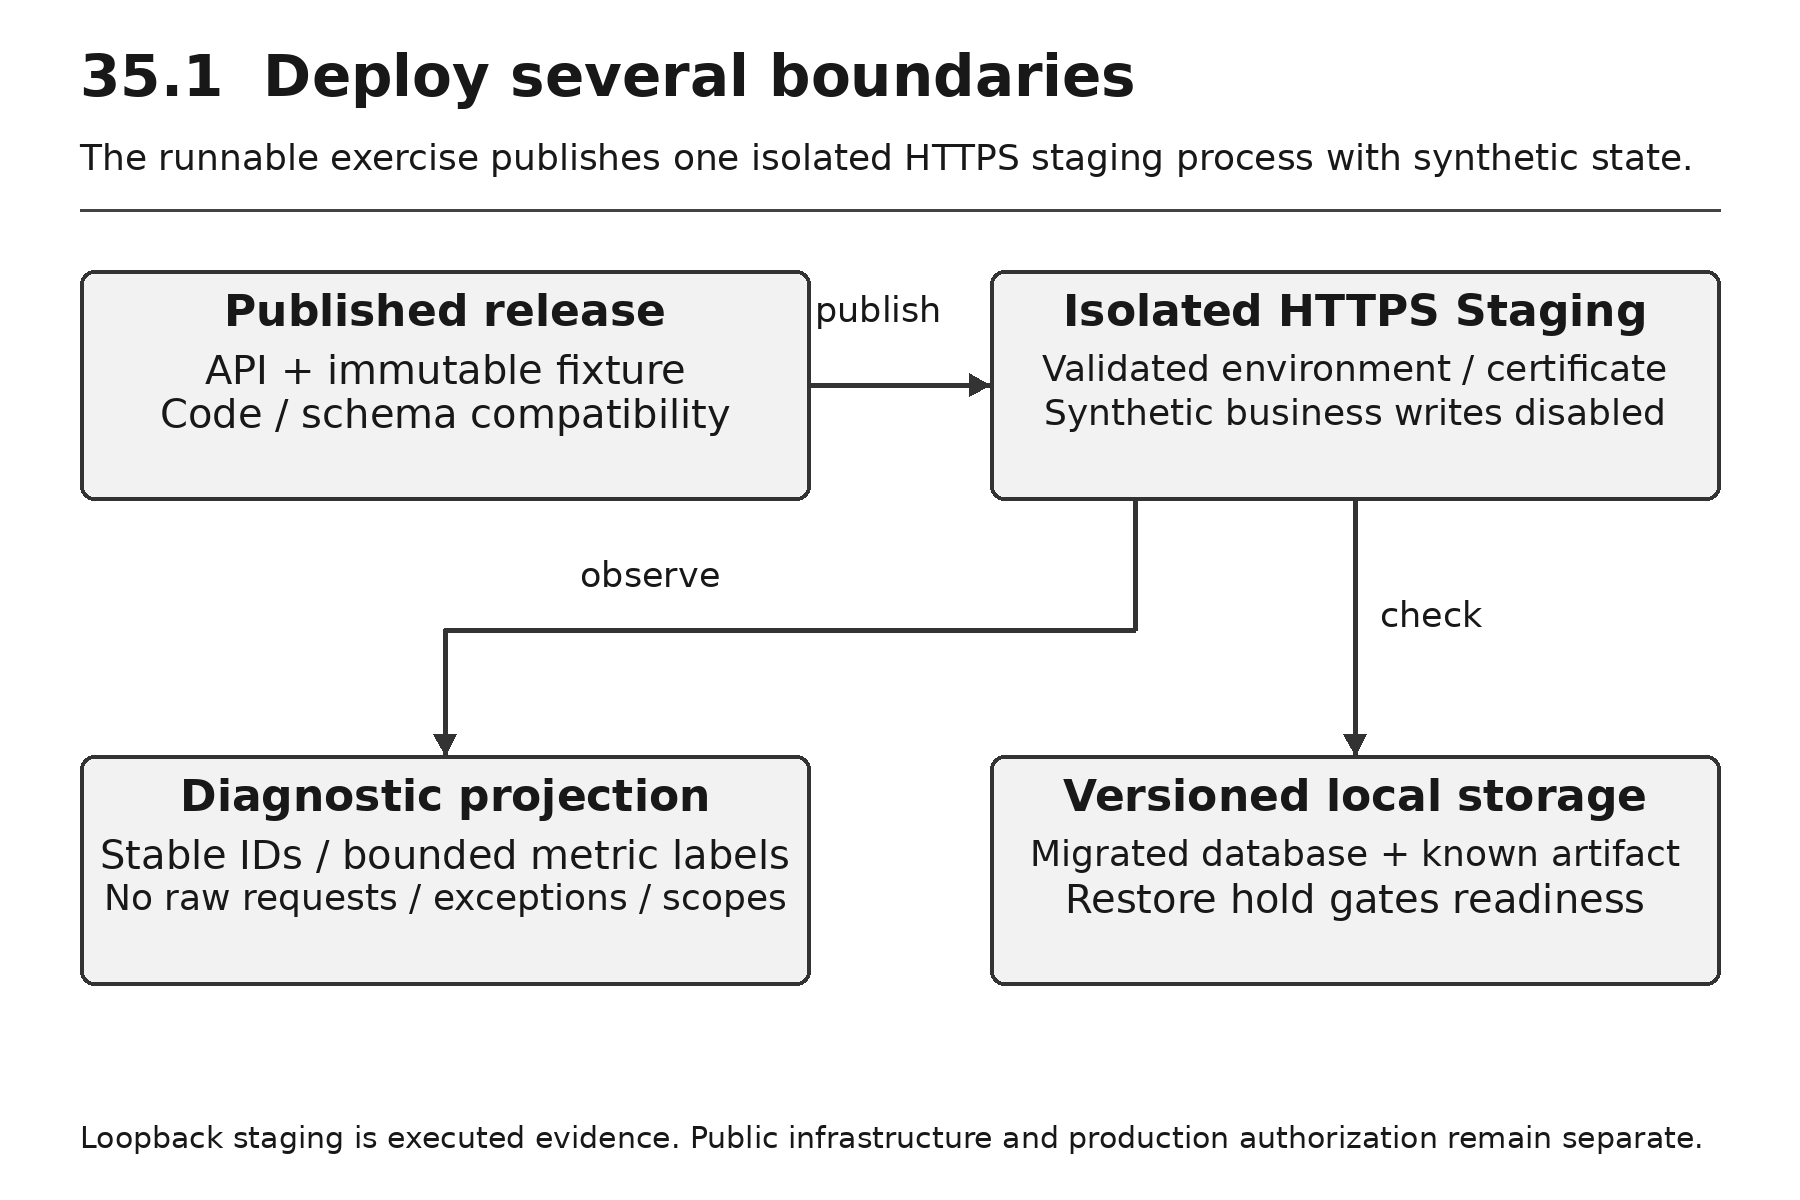 35.1 Deploy several boundaries
The runnable exercise publishes one isolated HTTPS staging process with synthetic state.
Published release
API + immutable fixture
Code / schema compatibility
publish
Isolated HTTPS Staging
Validated environment / certificate
Synthetic business writes disabled
observe
check
Diagnostic projection
Stable IDs / bounded metric labels
No raw requests / exceptions / scopes
Versioned local storage
Migrated database + known artifact
Restore hold gates readiness
Loopback staging is executed evidence. Public infrastructure and production authorization remain separate.